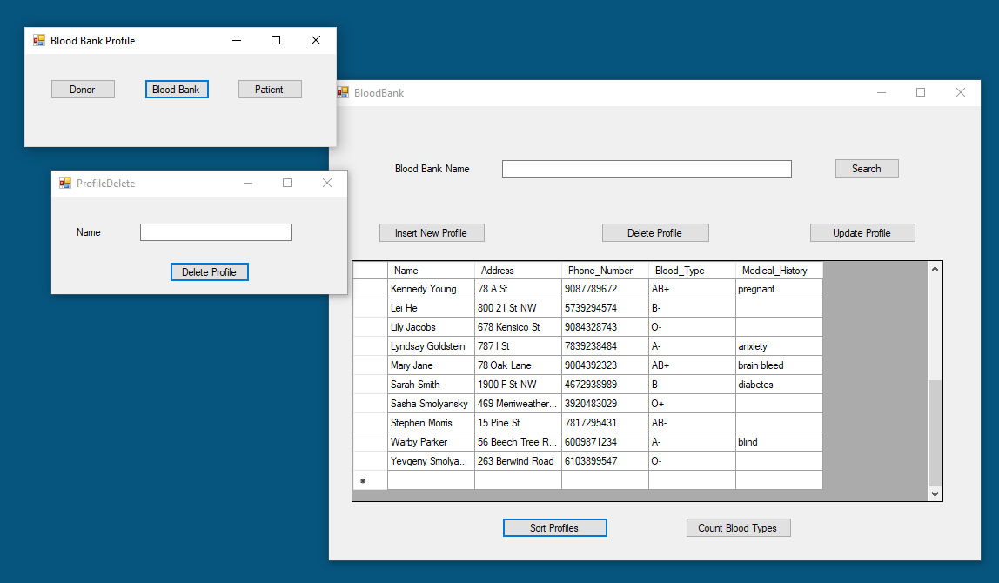 Blood Bank Profile
Donor Blood Bank Patient
BloodBank
Blood Bank Name Search
Insert New Profile Delete Profile Update Profile
Name Address Phone_Number Blood_Type Medical_History
Kennedy Young 78 A St 9087789672 AB+ pregnant
Lei He 800 21 St NW 5739294574 B-
Lily Jacobs 678 Kensico St 9084328743 O-
Lyndsay Goldstein 787 I St 7839238484 A- anxiety
Mary Jane 78 Oak Lane 9004392323 AB+ brain bleed
Sarah Smith 1900 F St NW 4672938989 B- diabetes
Sasha Smolyansky 469 Merriweather... 3920483029 O+
Stephen Morris 15 Pine St 7817295431 AB-
Warby Parker 56 Beech Tree R... 6009871234 A- blind
Yevgeny Smolya... 263 Berwind Road 6103899547 O-
*
Sort Profiles Count Blood Types
ProfileDelete
Name
Delete Profile